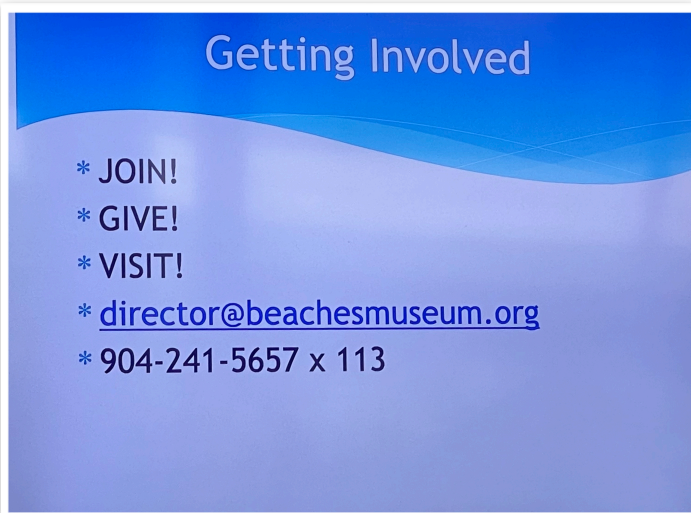 Getting Involved
* JOIN!
* GIVE!
* VISIT!
* director@beachesmuseum.org
* 904-241-5657 x 113